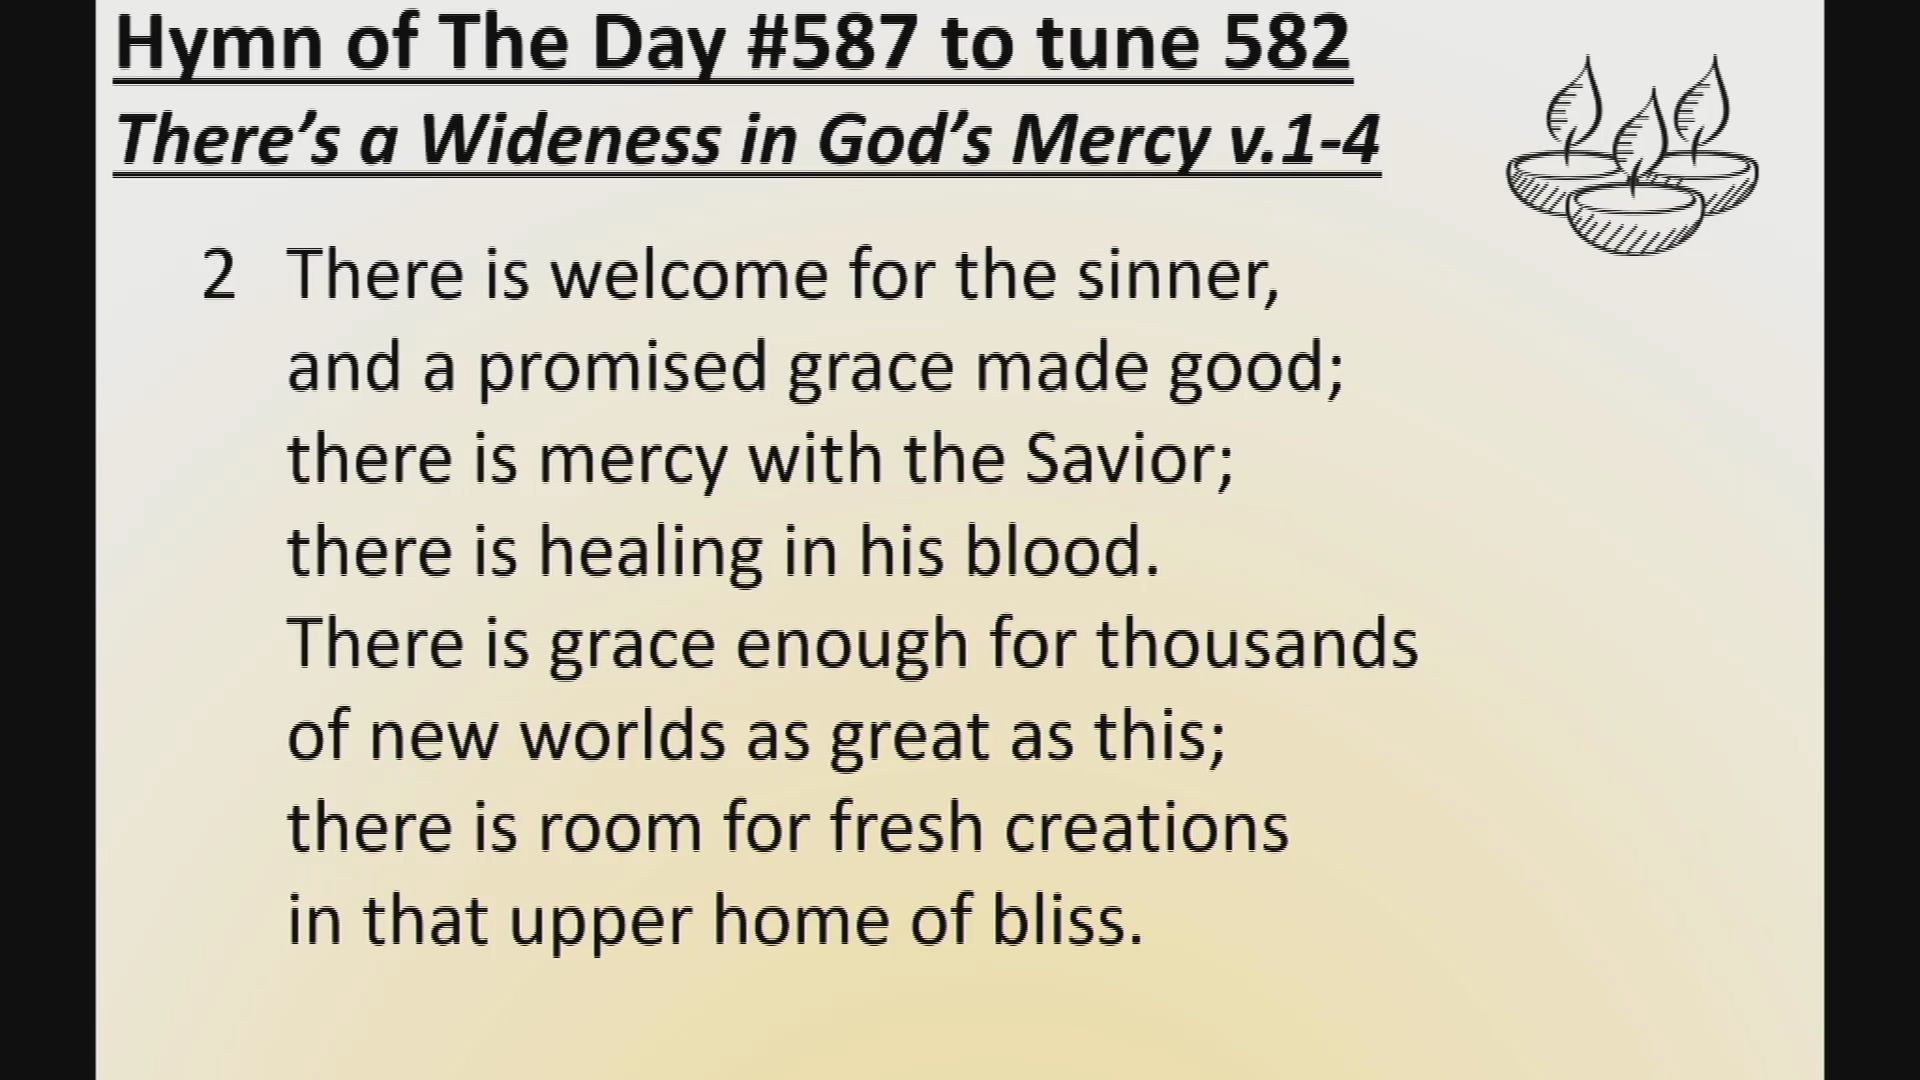 Hymn of The Day #587 to tune 582
There’s a Wideness in God’s Mercy v.1-4
2 There is welcome for the sinner,
and a promised grace made good;
there is mercy with the Savior;
there is healing in his blood.
There is grace enough for thousands
of new worlds as great as this;
there is room for fresh creations
in that upper home of bliss.